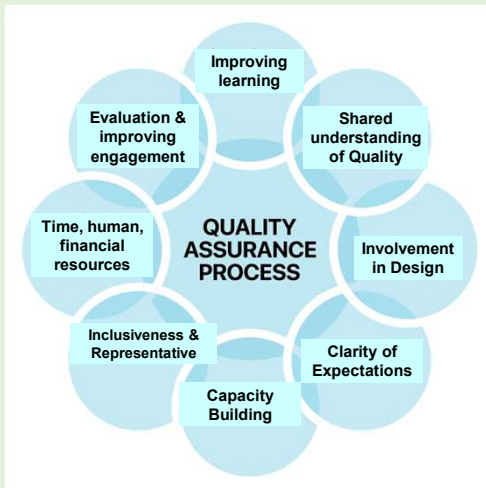 Improving
learning
Shared
understanding
of Quality
Involvement
in Design
Clarity of
Expectations
Capacity
Building
Inclusiveness &
Representative
Time, human,
financial
resources
Evaluation &
improving
engagement
QUALITY
ASSURANCE
PROCESS